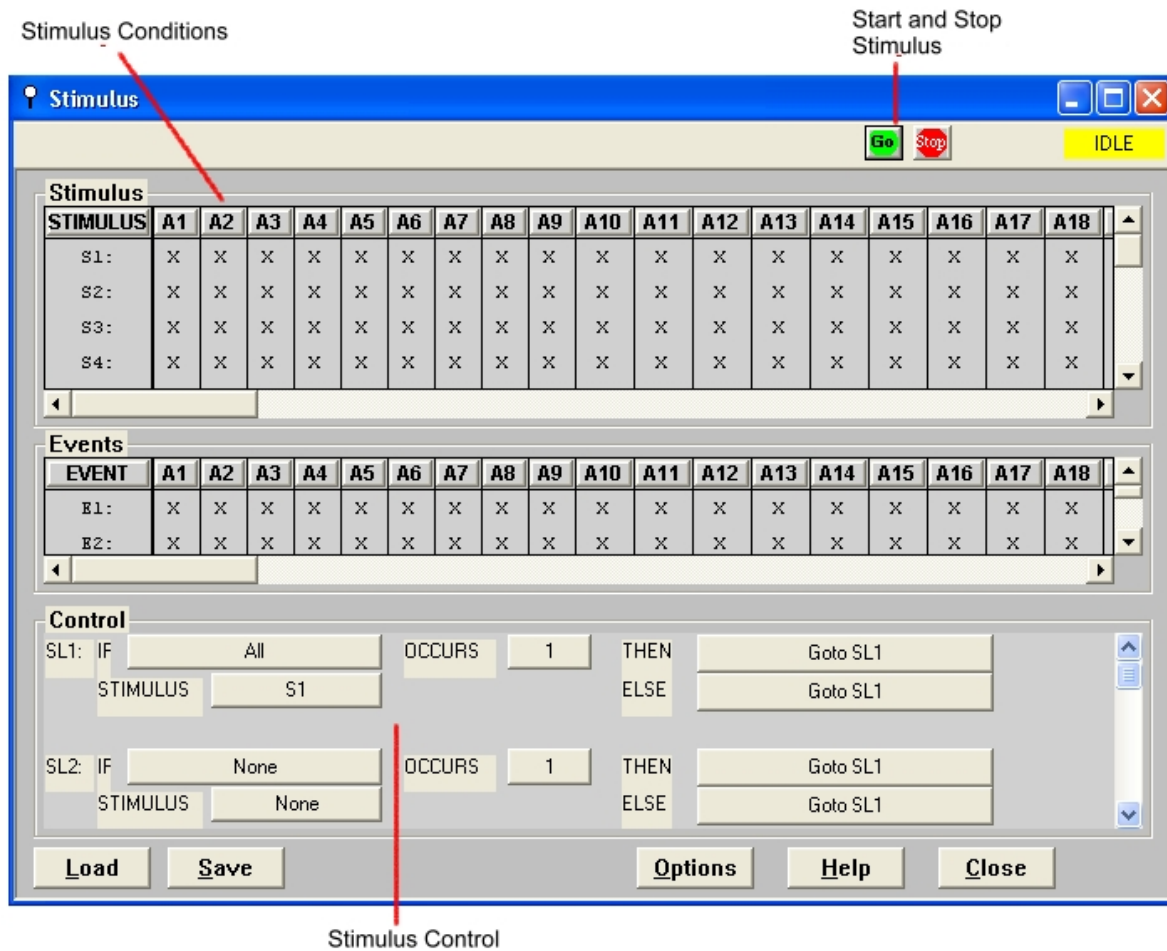 Stimulus Conditions
Start and Stop
Stimulus
Stimulus
Go Stop IDLE
Stimulus
STIMULUS A1 A2 A3 A4 A5 A6 A7 A8 A9 A10 A11 A12 A13 A14 A15 A16 A17 A18
S1: X X X X X X X X X X X X X X X X X X
S2: X X X X X X X X X X X X X X X X X X
S3: X X X X X X X X X X X X X X X X X X
S4: X X X X X X X X X X X X X X X X X X
Events
EVENT A1 A2 A3 A4 A5 A6 A7 A8 A9 A10 A11 A12 A13 A14 A15 A16 A17 A18
E1: X X X X X X X X X X X X X X X X X X
E2: X X X X X X X X X X X X X X X X X X
Control
SL1: IF All OCCURS 1 THEN Goto SL1
STIMULUS S1 ELSE Goto SL1
SL2: IF None OCCURS 1 THEN Goto SL1
STIMULUS None ELSE Goto SL1
Load Save Options Help Close
Stimulus Control